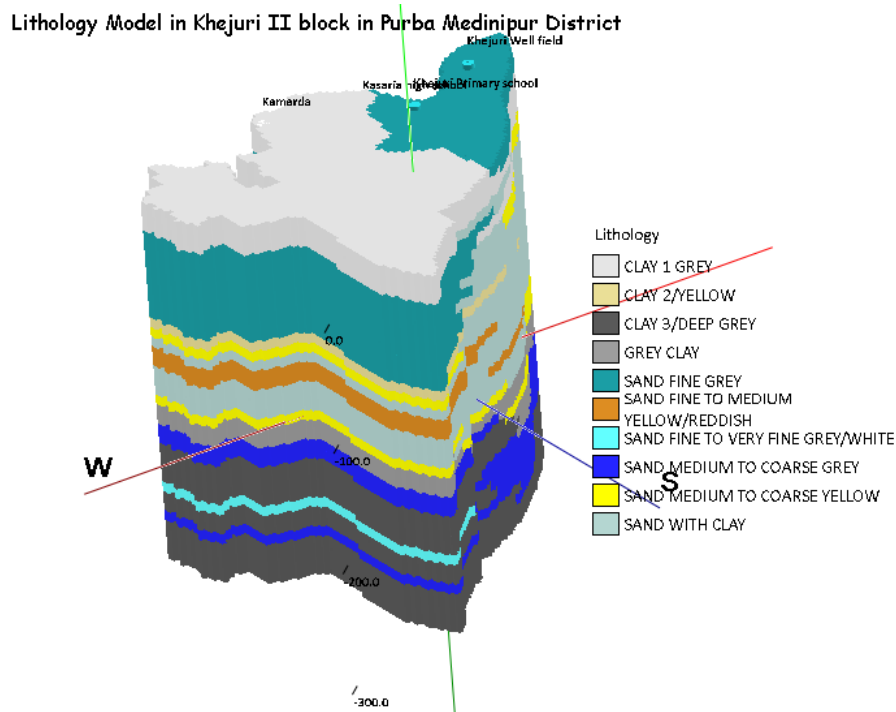 Lithology Model in Khejuri II block in Purba Medinipur District
Khejuri Well field
Kasaria high school
Khejuri Primary school
Kamarda
Lithology
CLAY 1 GREY
CLAY 2/YELLOW
CLAY 3/DEEP GREY
GREY CLAY
SAND FINE GREY
SAND FINE TO MEDIUM
YELLOW/REDDISH
SAND FINE TO VERY FINE GREY/WHITE
SAND MEDIUM TO COARSE GREY
SAND MEDIUM TO COARSE YELLOW
SAND WITH CLAY
0.0
-100.0
W
S
-200.0
-300.0